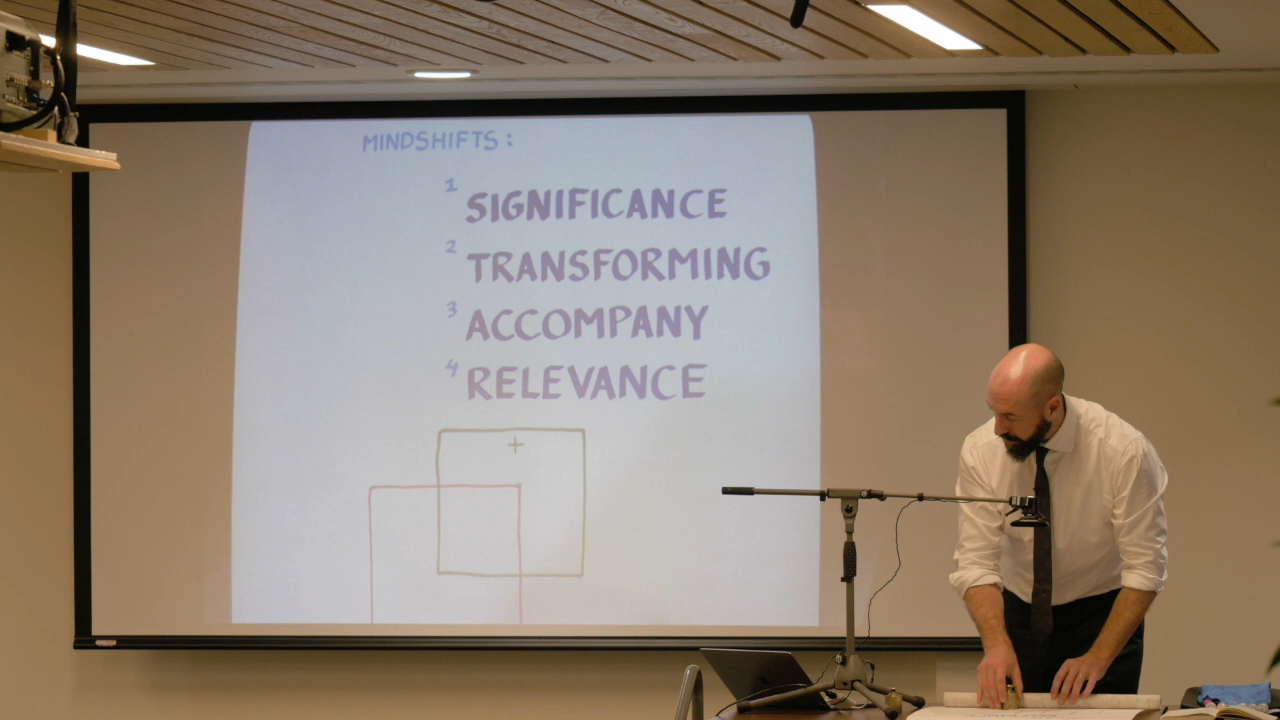 MINDSHIFTS:
1 SIGNIFICANCE
2 TRANSFORMING
3 ACCOMPANY
4 RELEVANCE
+